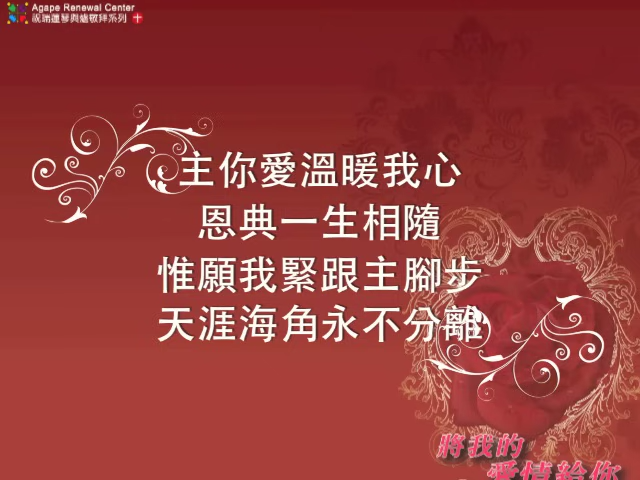 Agape Renewal Center
主你愛溫暖我心
恩典一生相隨
惟願我緊跟主腳步
天涯海角永不分離
將我的
愛情給你